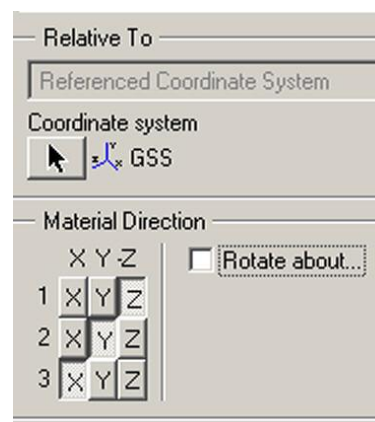 Relative To
Referenced Coordinate System
Coordinate system
GSS
Material Direction
X Y -Z
Rotate about...
1 X Y Z
2 X Y Z
3 X Y Z